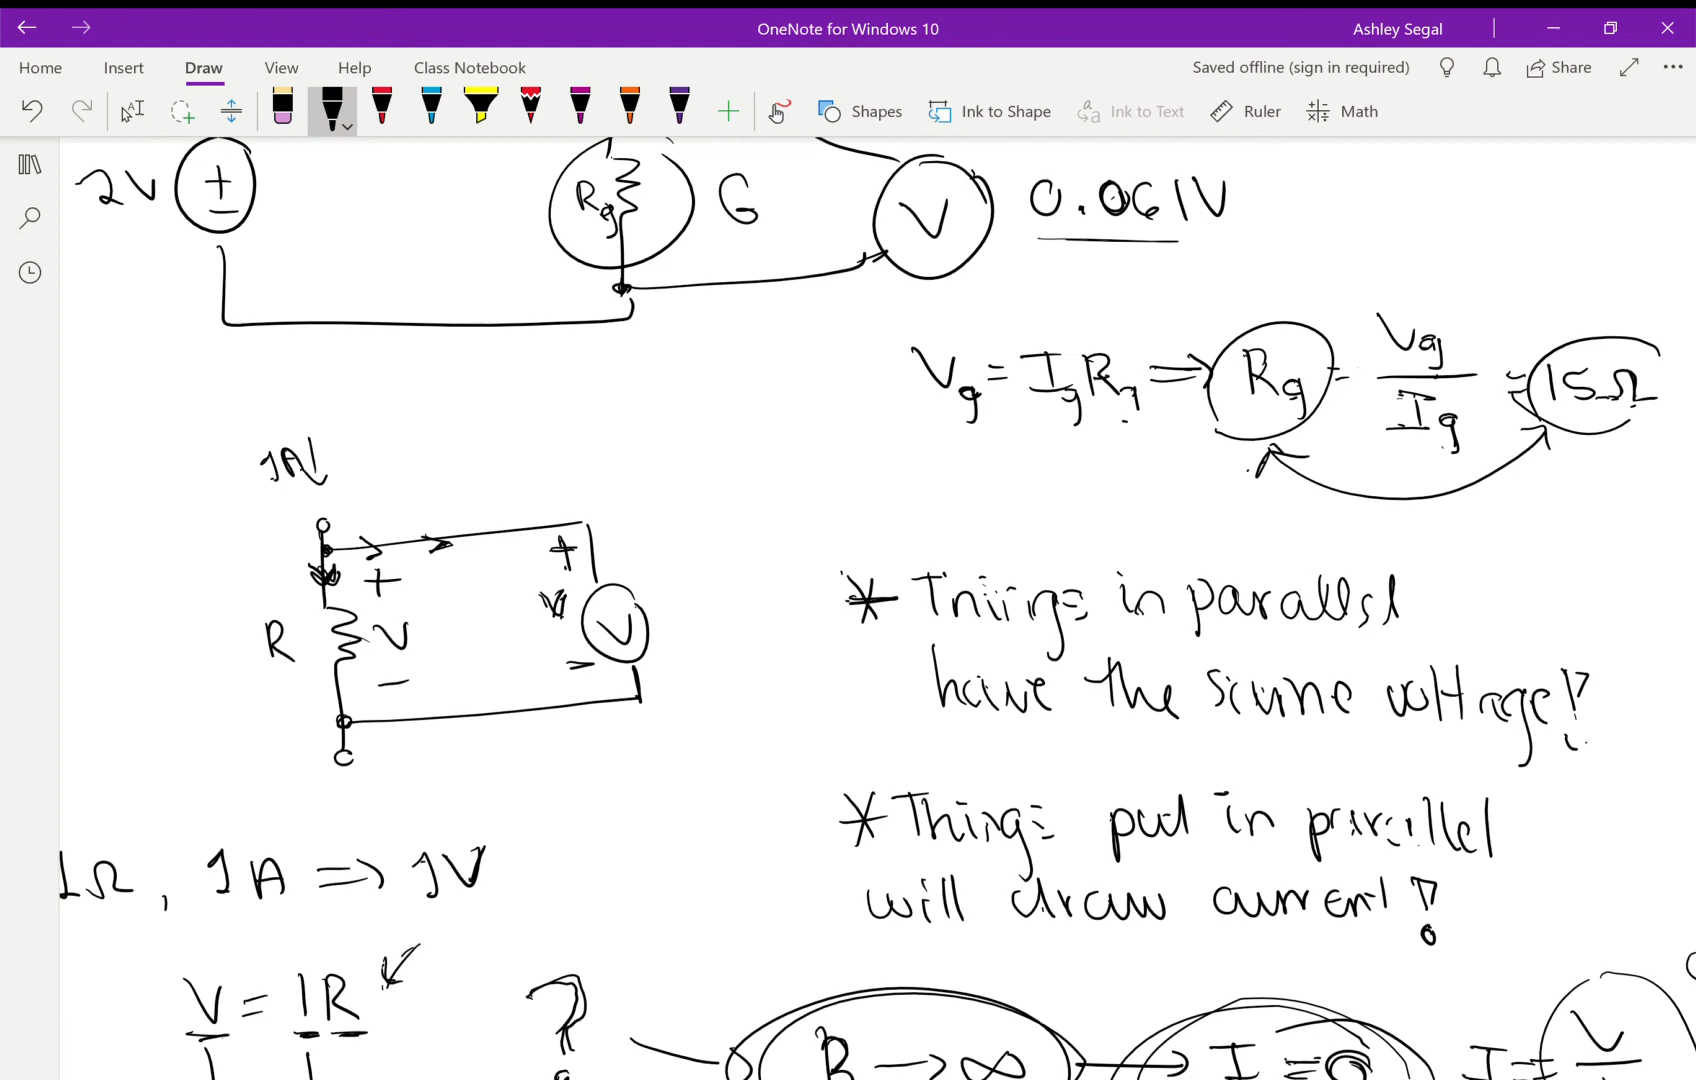 OneNote for Windows 10
Ashley Segal
Home Insert Draw View Help Class Notebook
Saved offline (sign in required)
Share
Shapes
Ink to Shape
Ink to Text
Ruler
Math
2V + −
Rg G
V
0.061V
Vg = IgRg ⇒ Rg = Vg / Ig = 15Ω
1A↓
+ +
R V V V
− −
* Things in parallel
have the same voltage!
* Things put in parallel
will draw current!
1Ω, 1A ⇒ 1V
V = IR
?
R → ∞ → I = 0
I = V